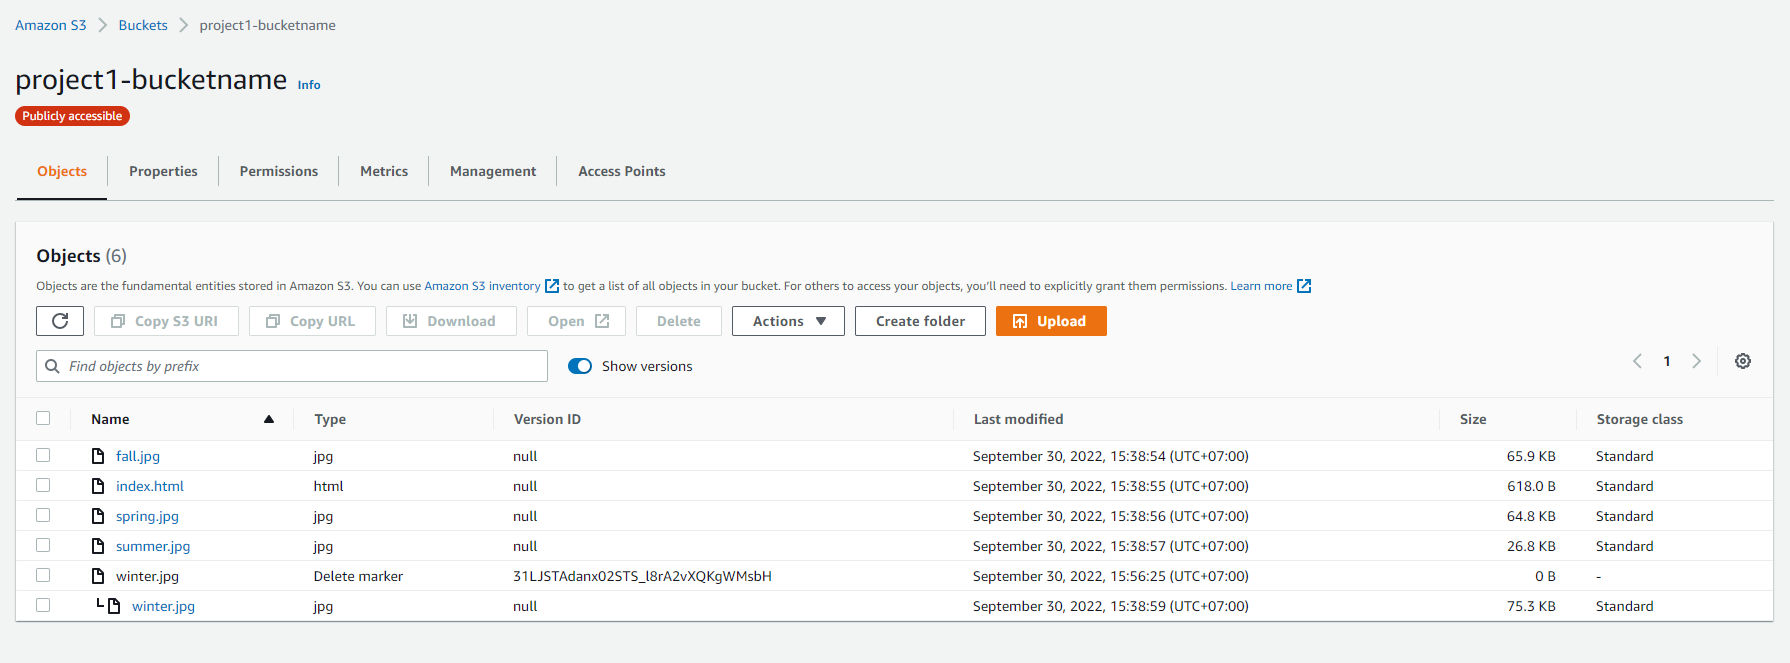 Amazon S3 > Buckets > project1-bucketname
project1-bucketname Info
Publicly accessible
Objects Properties Permissions Metrics Management Access Points
Objects (6)
Objects are the fundamental entities stored in Amazon S3. You can use Amazon S3 inventory to get a list of all objects in your bucket. For others to access your objects, you'll need to explicitly grant them permissions. Learn more
Copy S3 URI Copy URL Download Open Delete Actions Create folder Upload
Find objects by prefix Show versions 1
Name Type Version ID Last modified Size Storage class
fall.jpg jpg null September 30, 2022, 15:38:54 (UTC+07:00) 65.9 KB Standard
index.html html null September 30, 2022, 15:38:55 (UTC+07:00) 618.0 B Standard
spring.jpg jpg null September 30, 2022, 15:38:56 (UTC+07:00) 64.8 KB Standard
summer.jpg jpg null September 30, 2022, 15:38:57 (UTC+07:00) 26.8 KB Standard
winter.jpg Delete marker 31LJSTAdanx02STS_l8rA2vXQKgWMsbH September 30, 2022, 15:56:25 (UTC+07:00) 0 B -
winter.jpg jpg null September 30, 2022, 15:38:59 (UTC+07:00) 75.3 KB Standard